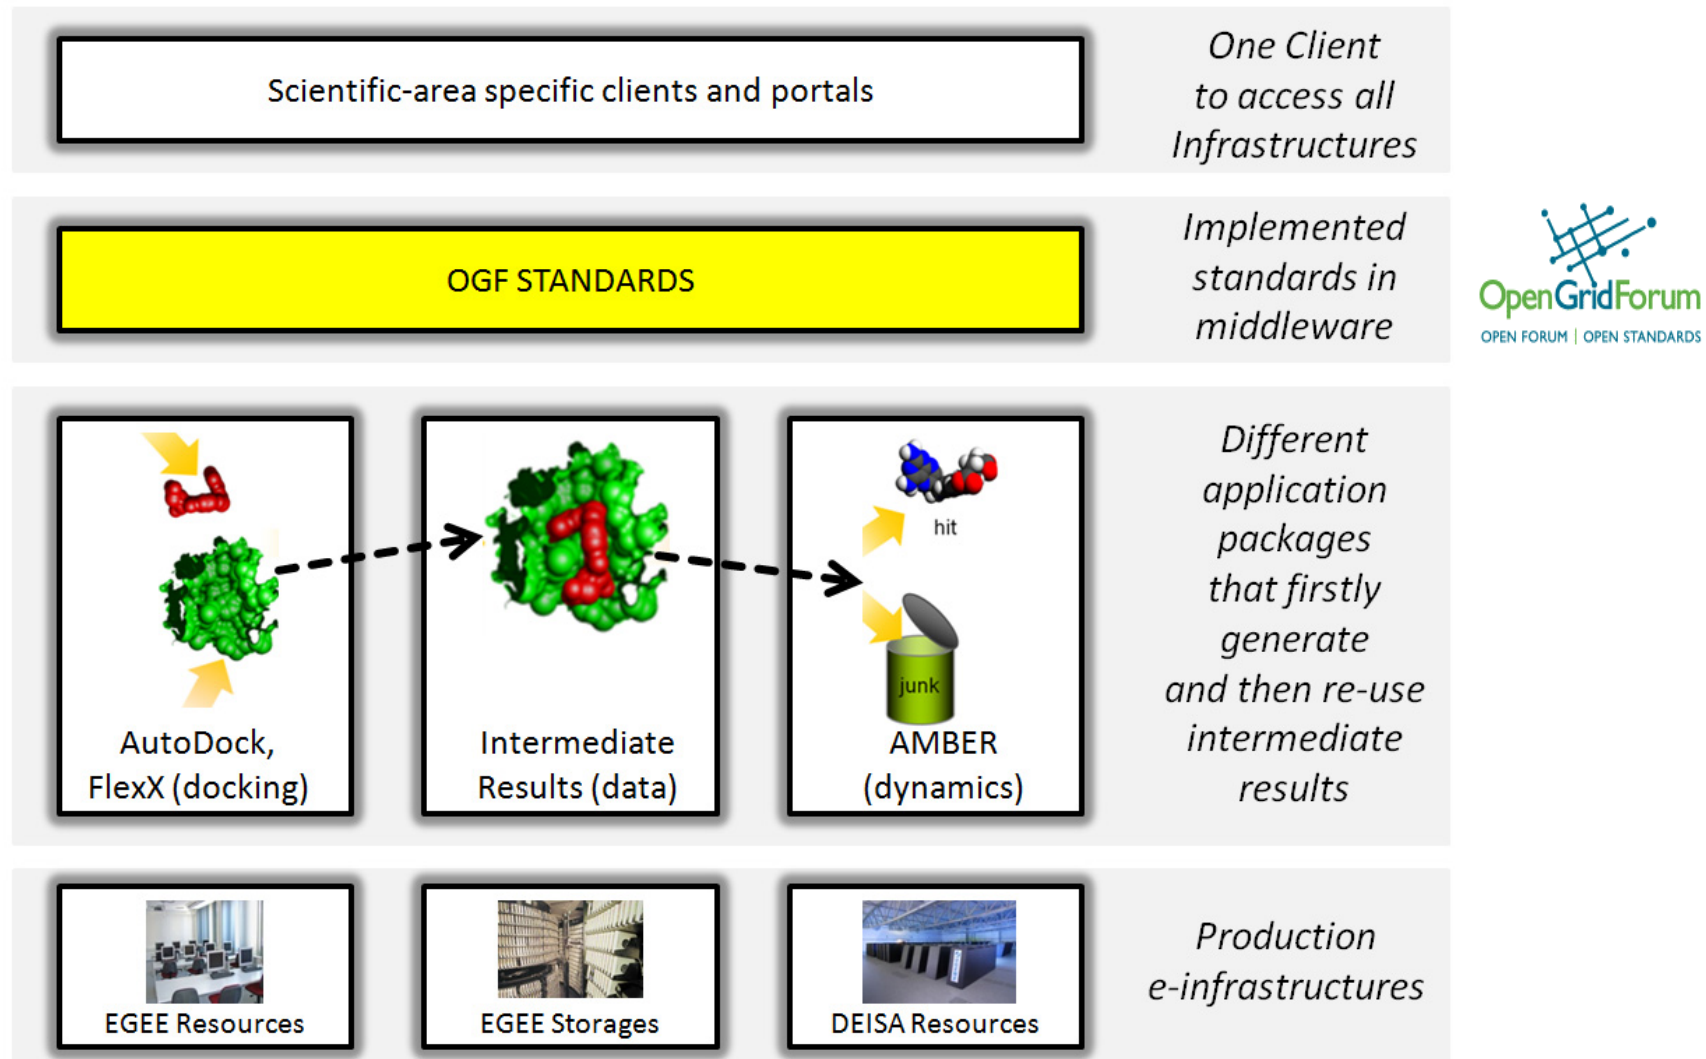 Scientific-area specific clients and portals
One Client
to access all
Infrastructures
OGF STANDARDS
Implemented
standards in
middleware
OpenGridForum
OPEN FORUM | OPEN STANDARDS
hit
junk
AutoDock,
FlexX (docking)
Intermediate
Results (data)
AMBER
(dynamics)
Different
application
packages
that firstly
generate
and then re-use
intermediate
results
EGEE Resources
EGEE Storages
DEISA Resources
Production
e-infrastructures